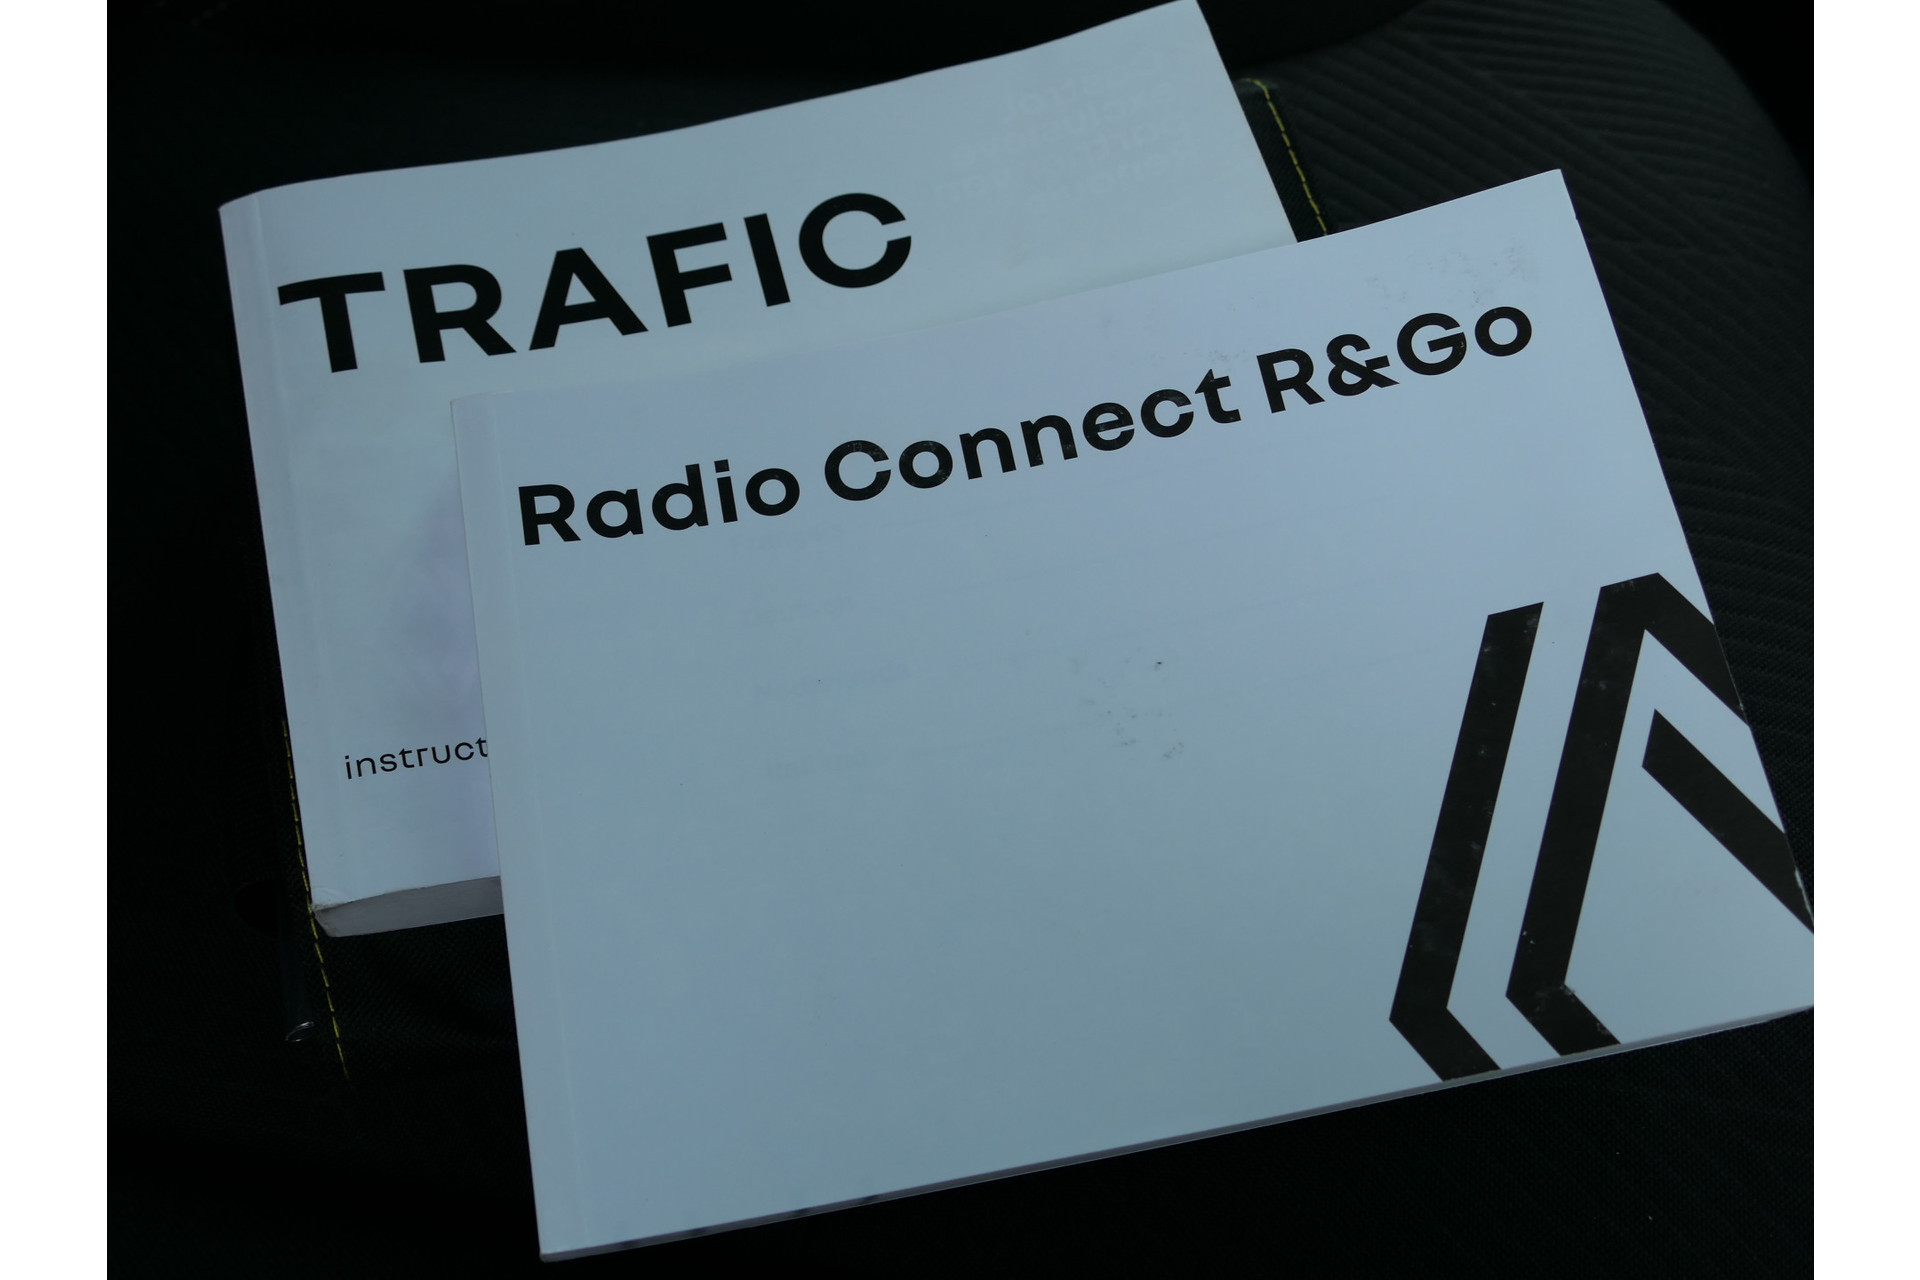 TRAFIC
Radio Connect R&Go
instruct